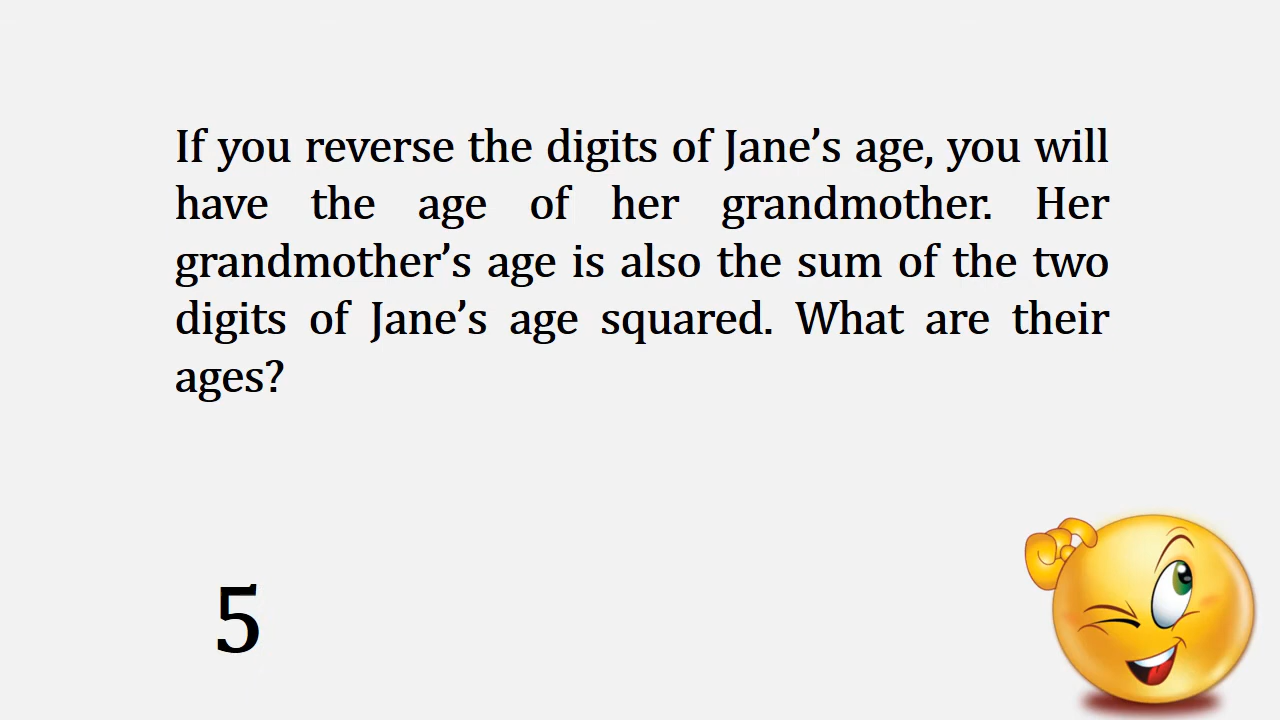 If you reverse the digits of Jane’s age, you will
have the age of her grandmother. Her
grandmother’s age is also the sum of the two
digits of Jane’s age squared. What are their
ages?
5